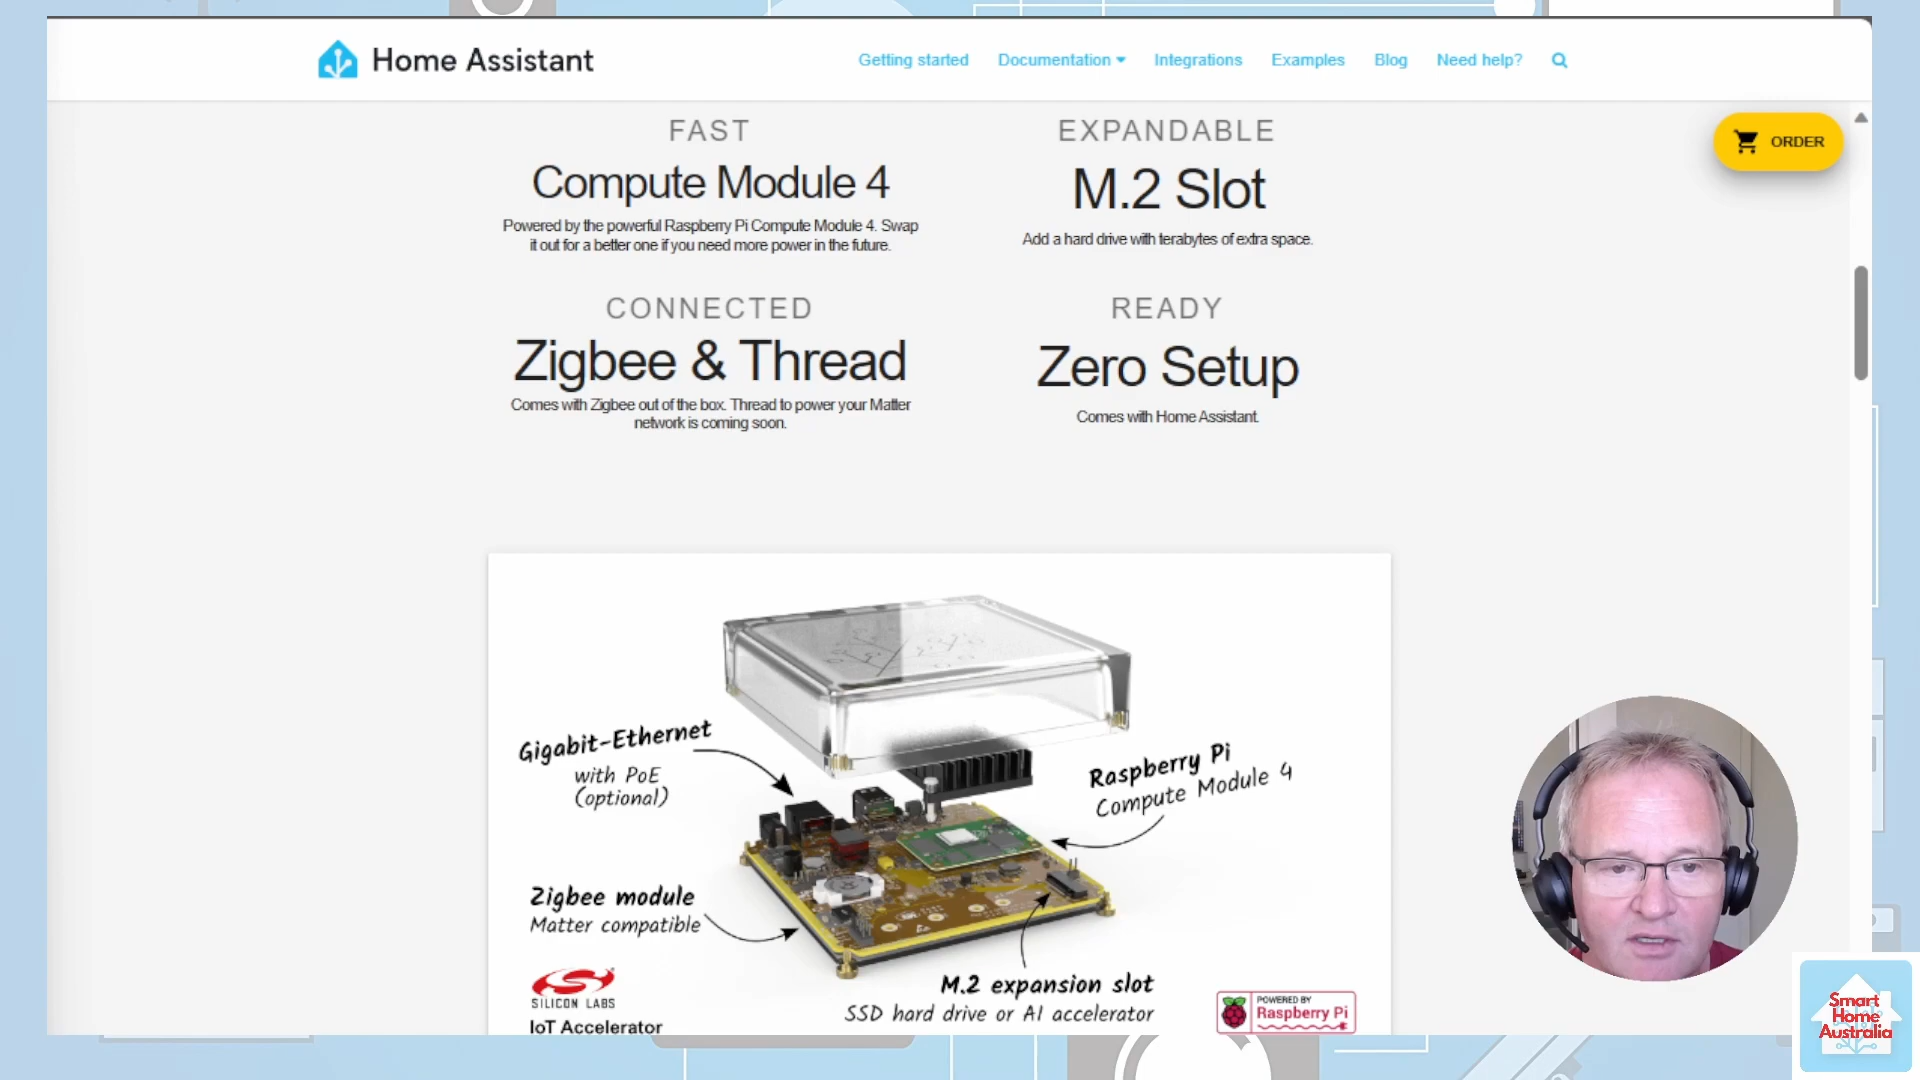 Home Assistant
Getting started
Documentation
Integrations
Examples
Blog
Need help?
ORDER
FAST
Compute Module 4
Powered by the powerful Raspberry Pi Compute Module 4. Swap
it out for a better one if you need more power in the future.
EXPANDABLE
M.2 Slot
Add a hard drive with terabytes of extra space.
CONNECTED
Zigbee & Thread
Comes with Zigbee out of the box. Thread to power your Matter
network is coming soon.
READY
Zero Setup
Comes with Home Assistant.
Gigabit-Ethernet
with PoE
(optional)
Raspberry Pi
Compute Module 4
Zigbee module
Matter compatible
M.2 expansion slot
SSD hard drive or AI accelerator
SILICON LABS
IoT Accelerator
POWERED BY
Raspberry Pi
Smart
Home
Australia